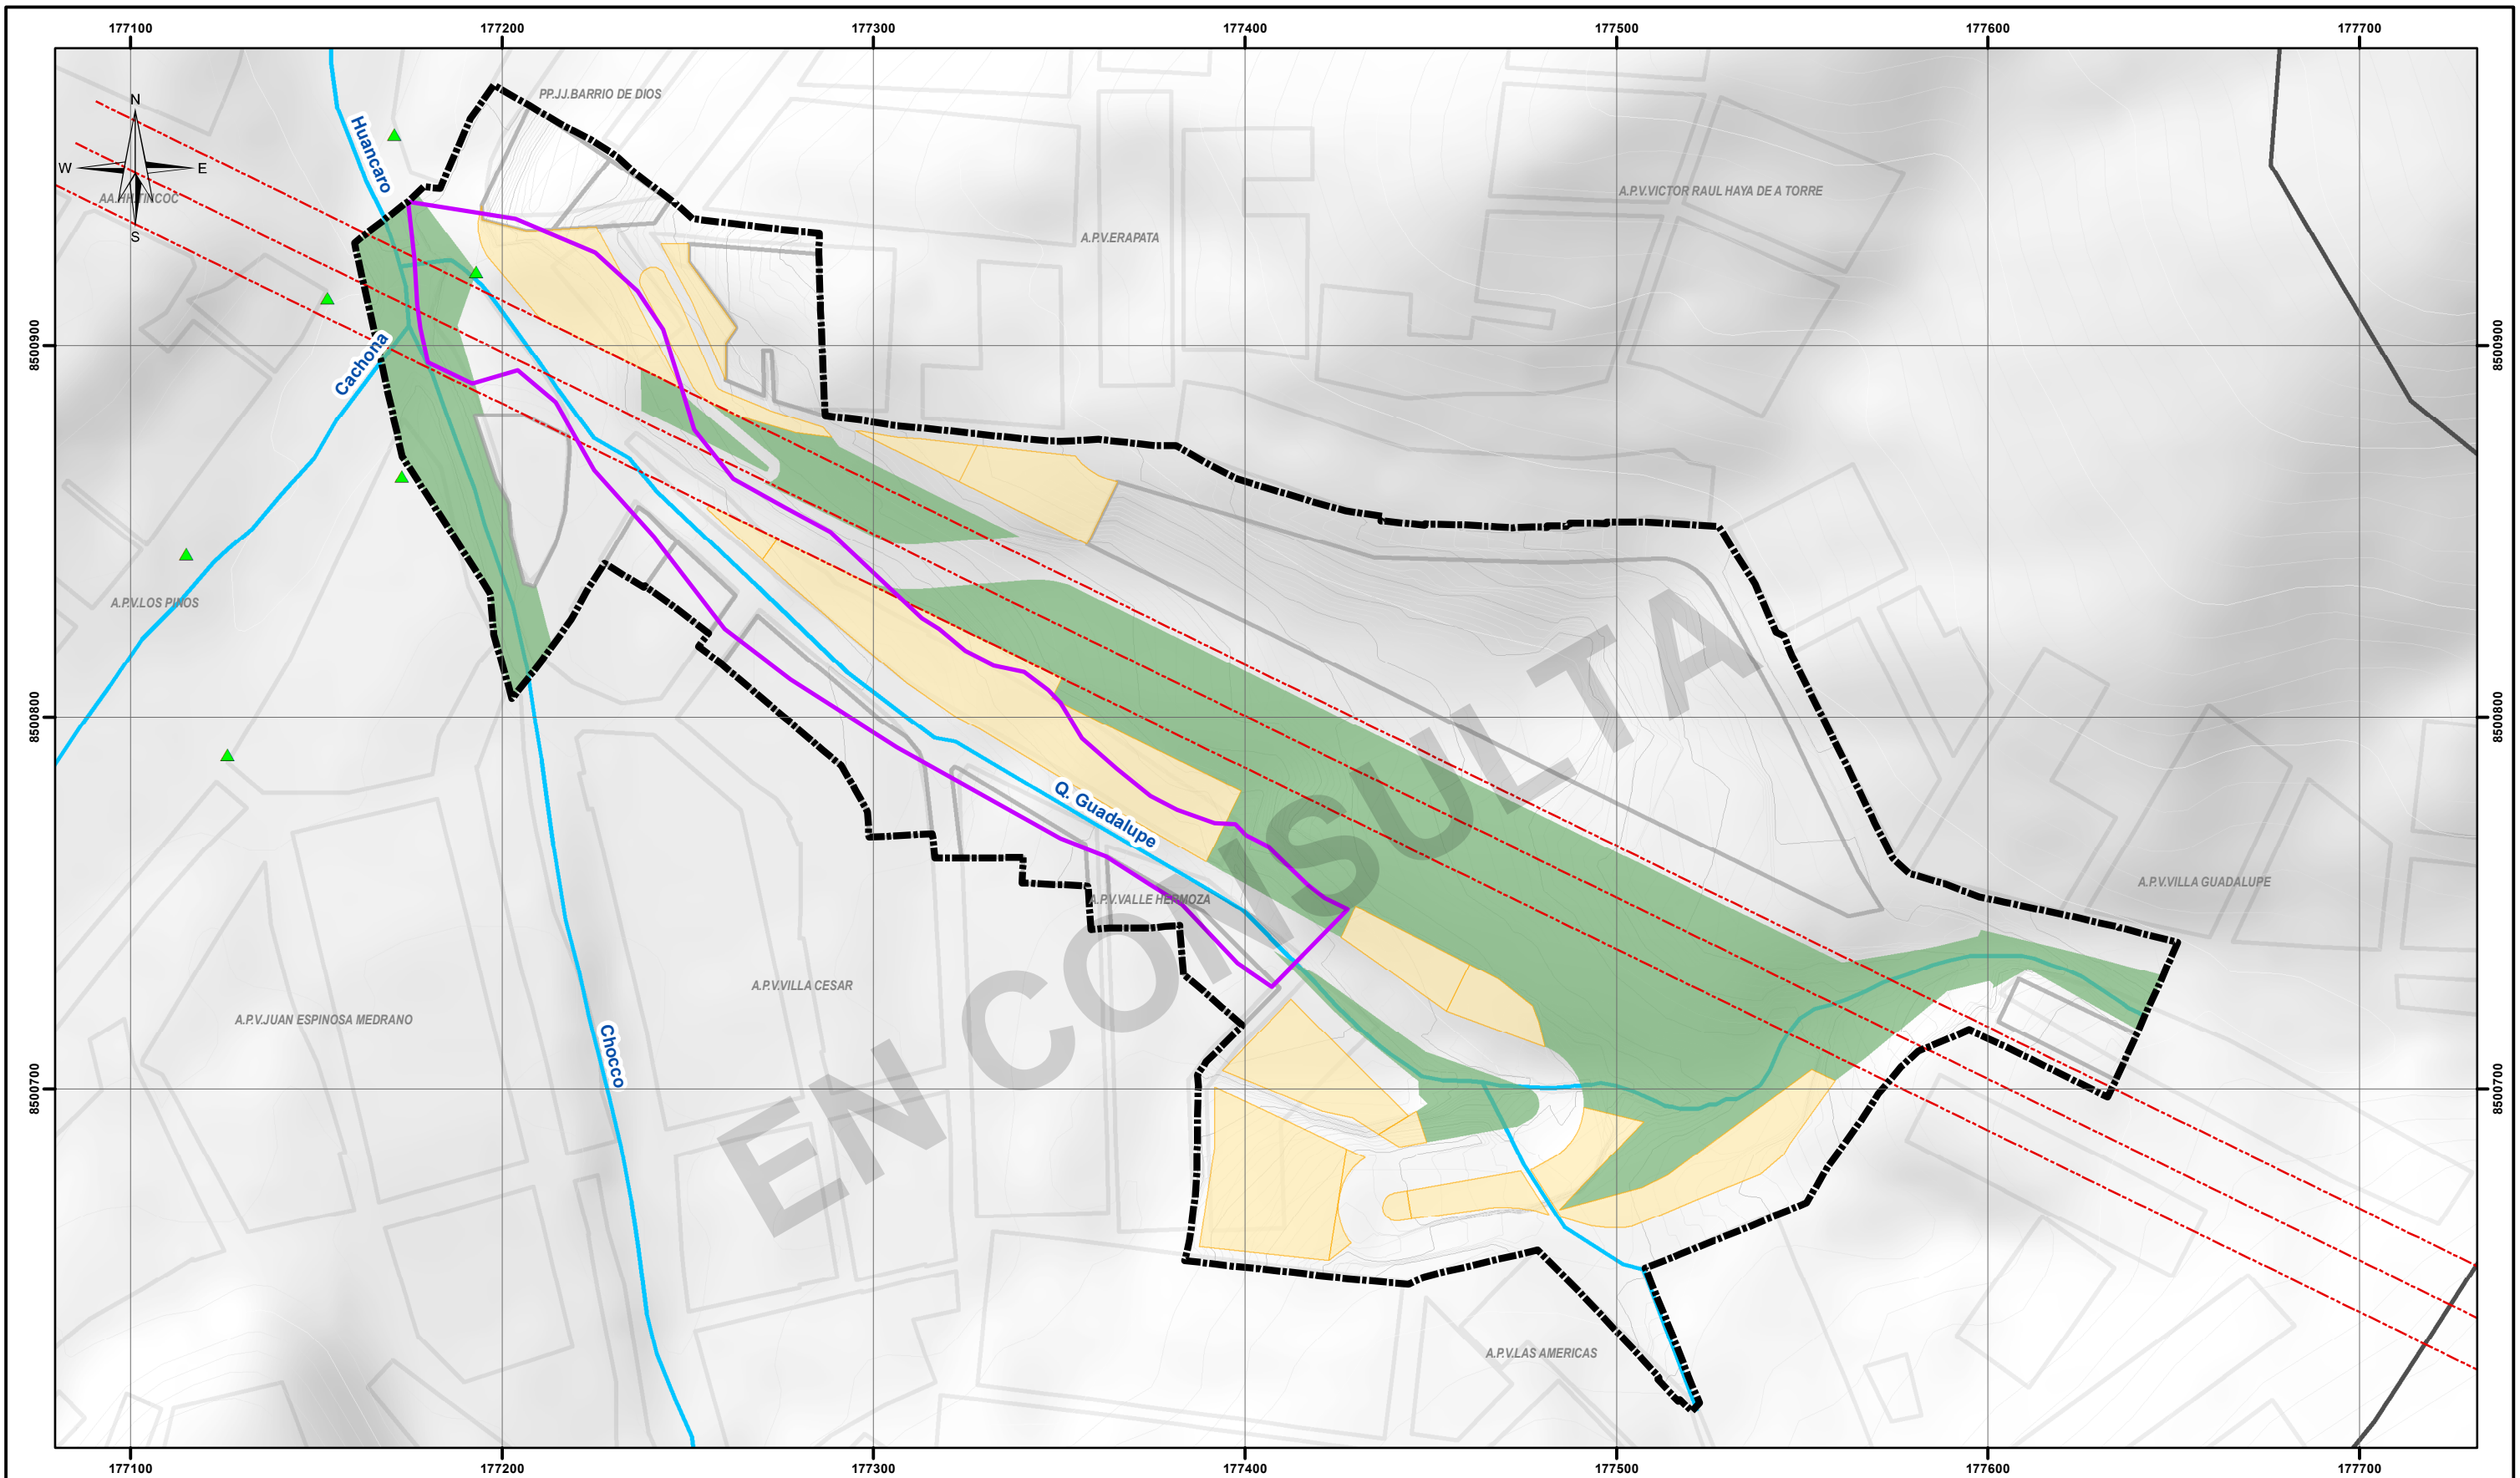 177100 177200 177300 177400 177500 177600 177700
PP.JJ.BARRIO DE DIOS
N
W E
S
Huancaro
AA.HH.TINCOC
A.P.V.VICTOR RAUL HAYA DE A TORRE
A.P.V.ERAPATA
8500900 8500900
Cachona
A.P.V.LOS PINOS
8500800 8500800
Q. Guadalupe
A.P.V.VALLE HERMOZA
A.P.V.VILLA GUADALUPE
EN CONSULTA
A.P.V.VILLA CESAR
A.P.V.JUAN ESPINOSA MEDRANO
Chocco
8500700 8500700
A.P.V.LAS AMERICAS
177100 177200 177300 177400 177500 177600 177700